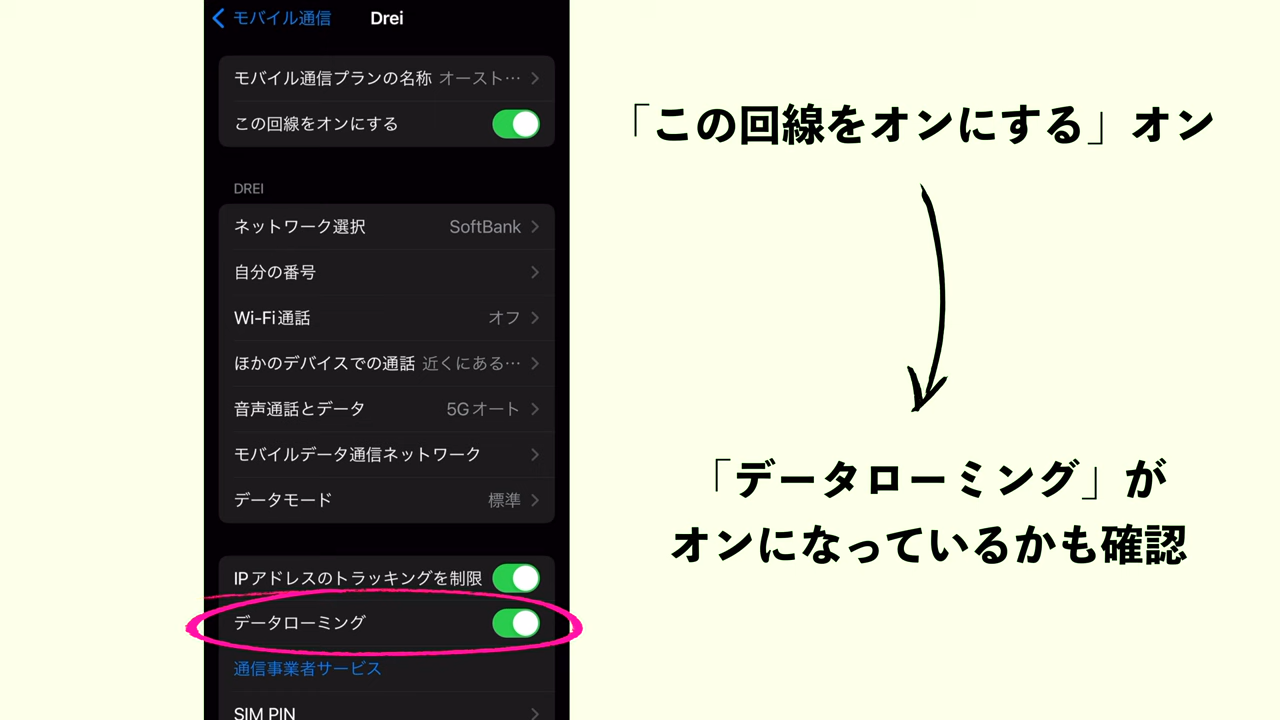 モバイル通信 Drei
モバイル通信プランの名称 オースト…
この回線をオンにする
DREI
ネットワーク選択 SoftBank
自分の番号
Wi-Fi通話 オフ
ほかのデバイスでの通話 近くにある…
音声通話とデータ 5Gオート
モバイルデータ通信ネットワーク
データモード 標準
IPアドレスのトラッキングを制限
データローミング
通信事業者サービス
SIM PIN
「この回線をオンにする」オン
「データローミング」が
オンになっているかも確認